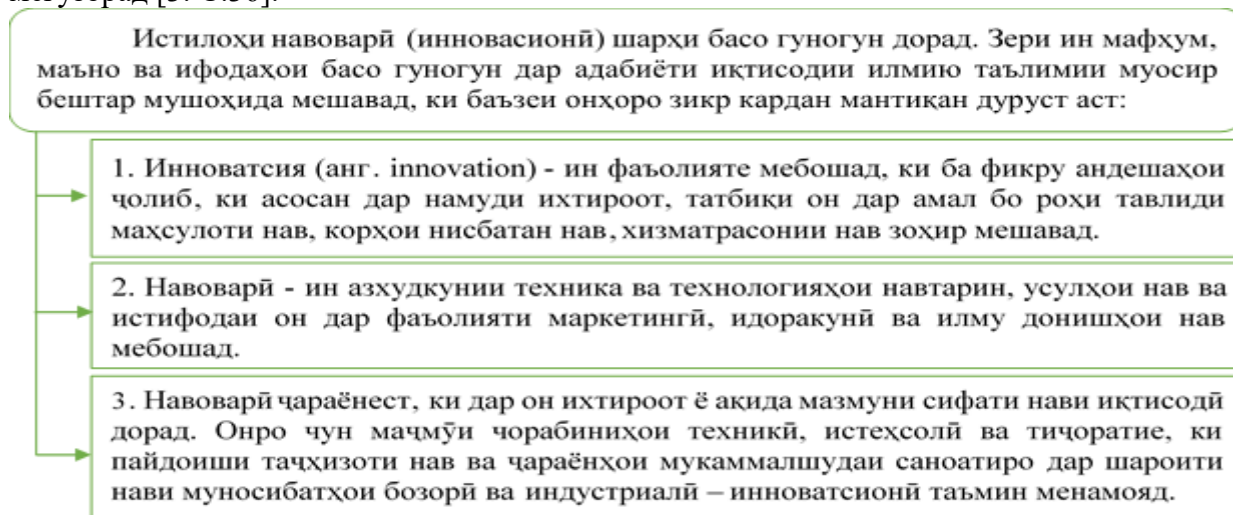 Истилоҳи навоварӣ (инновасионӣ) шарҳи басо гуногун дорад. Зери ин мафҳум,
маъно ва ифодаҳои басо гуногун дар адабиёти иқтисодии илмию таълимии муосир
бештар мушоҳида мешавад, ки баъзеи онҳоро зикр кардан мантиқан дуруст аст:
1. Инноватсия (анг. innovation) - ин фаъолияте мебошад, ки ба фикру андешаҳои
ҷолиб, ки асосан дар намуди ихтироот, татбиқи он дар амал бо роҳи тавлиди
маҳсулоти нав, корҳои нисбатан нав, хизматрасонии нав зоҳир мешавад.
2. Навоварӣ - ин азхудкунии техника ва технологияҳои навтарин, усулҳои нав ва
истифодаи он дар фаъолияти маркетингӣ, идоракунӣ ва илму донишҳои нав
мебошад.
3. Навоварӣ ҷараёнест, ки дар он ихтироот ё ақида мазмуни сифати нави иқтисодӣ
дорад. Онро чун маҷмӯи чорабиниҳои техникӣ, истеҳсолӣ ва тиҷоратие, ки
пайдоиши таҷҳизоти нав ва ҷараёнҳои мукаммалшудаи саноатиро дар шароити
нави муносибатҳои бозорӣ ва индустриалӣ – инноватсионӣ таъмин менамояд.